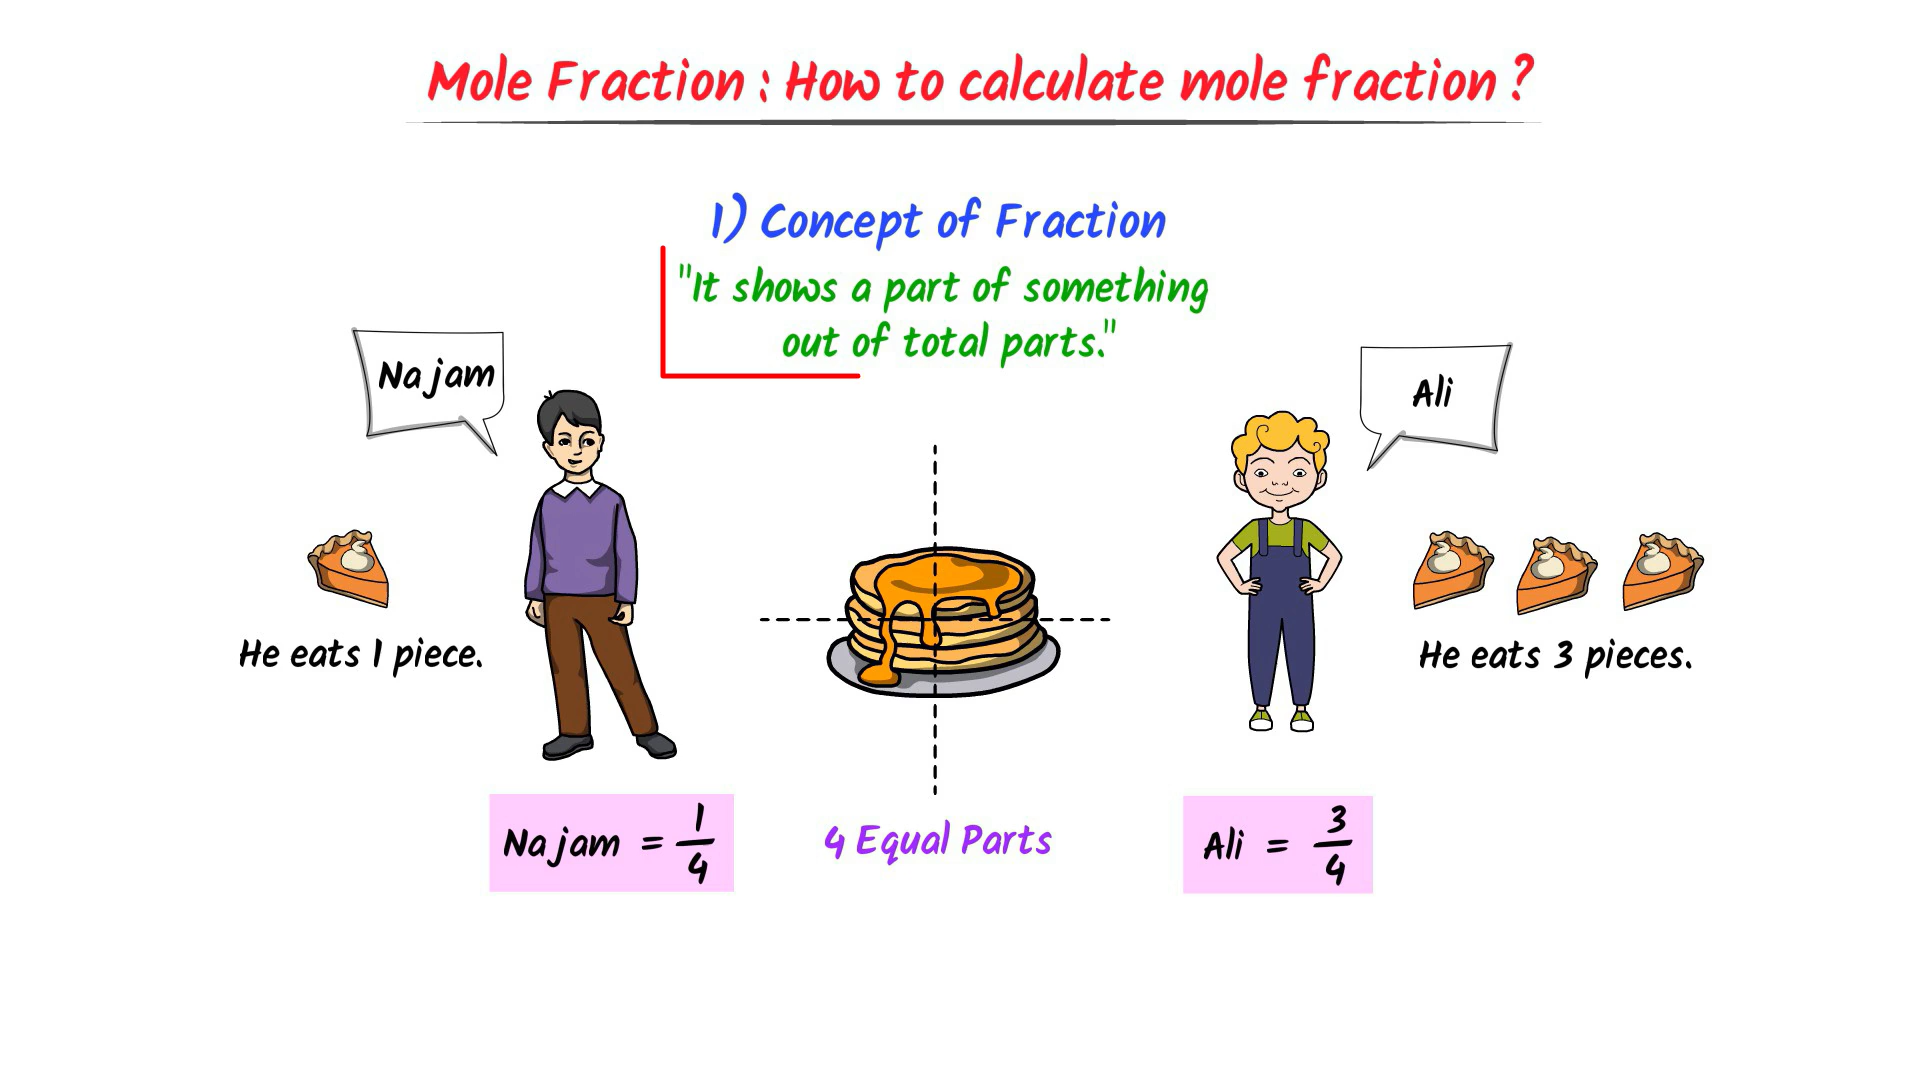 Mole Fraction : How to calculate mole fraction ?
1) Concept of Fraction
"It shows a part of something
out of total parts."
Najam
Ali
He eats 1 piece.
He eats 3 pieces.
Najam = 1/4
4 Equal Parts
Ali = 3/4